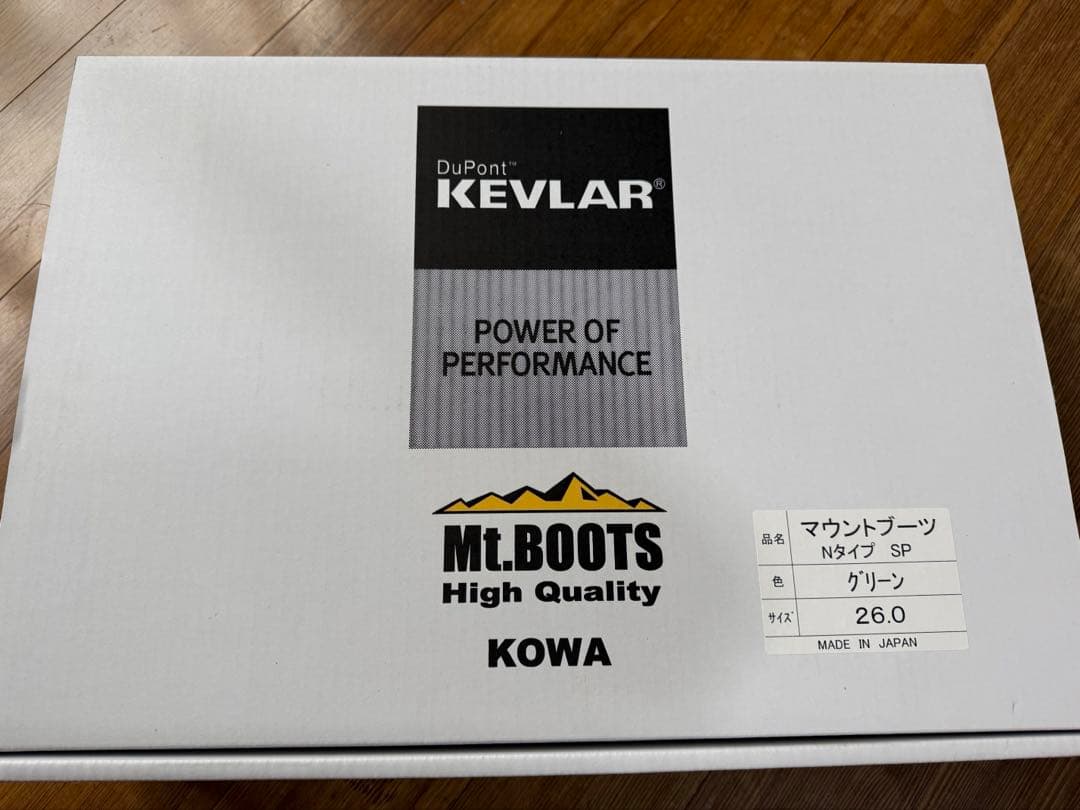 DuPont™
KEVLAR®
POWER OF
PERFORMANCE
Mt.BOOTS
High Quality
KOWA
品名 マウントブーツ
Nタイプ SP
色 グリーン
サイズ 26.0
MADE IN JAPAN